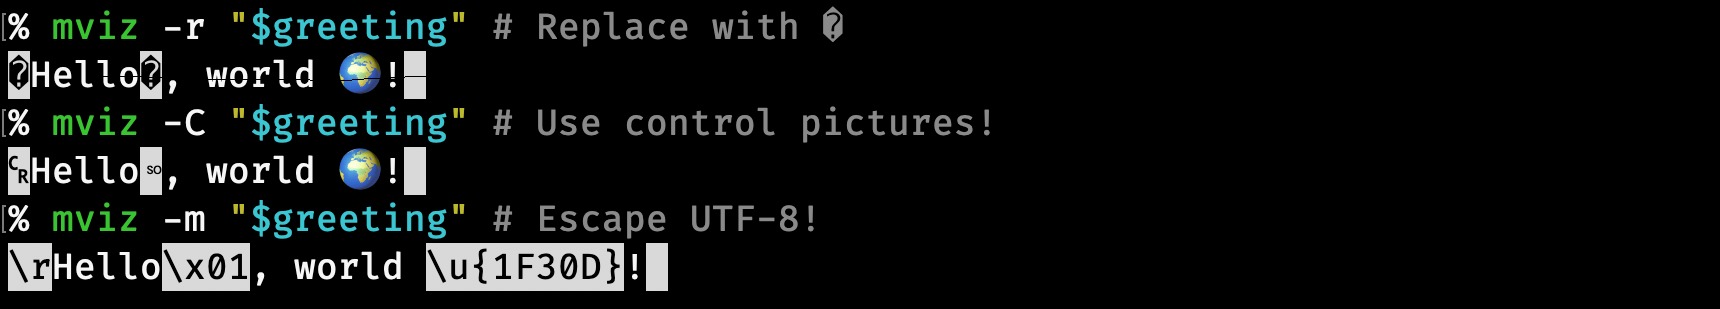 % mviz -r "$greeting" # Replace with �
�Hello�, world 🌍!
% mviz -C "$greeting" # Use control pictures!
␍Hello␎, world 🌍!
% mviz -m "$greeting" # Escape UTF-8!
\rHello\x01, world \u{1F30D}!